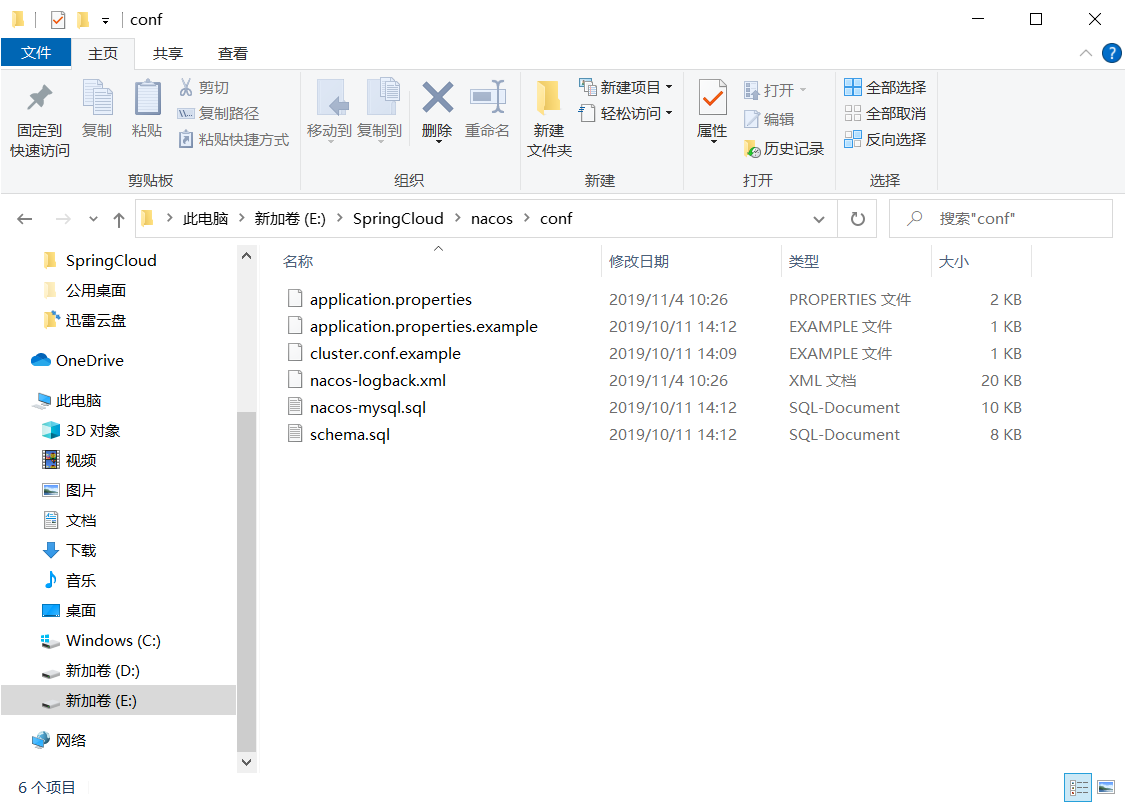 conf
文件 主页 共享 查看
固定到
快速访问
复制
粘贴
剪切
W... 复制路径
粘贴快捷方式
剪贴板
移动到 复制到 删除 重命名
组织
新建
文件夹
新建项目
轻松访问
新建
属性
打开
编辑
历史记录
打开
全部选择
全部取消
反向选择
选择
此电脑 新加卷 (E:) SpringCloud nacos conf
搜索"conf"
SpringCloud
公用桌面
迅雷云盘
OneDrive
此电脑
3D 对象
视频
图片
文档
下载
音乐
桌面
Windows (C:)
新加卷 (D:)
新加卷 (E:)
网络
名称 修改日期 类型 大小
application.properties 2019/11/4 10:26 PROPERTIES 文件 2 KB
application.properties.example 2019/10/11 14:12 EXAMPLE 文件 1 KB
cluster.conf.example 2019/10/11 14:09 EXAMPLE 文件 1 KB
nacos-logback.xml 2019/11/4 10:26 XML 文档 20 KB
nacos-mysql.sql 2019/10/11 14:12 SQL-Document 10 KB
schema.sql 2019/10/11 14:12 SQL-Document 8 KB
6 个项目